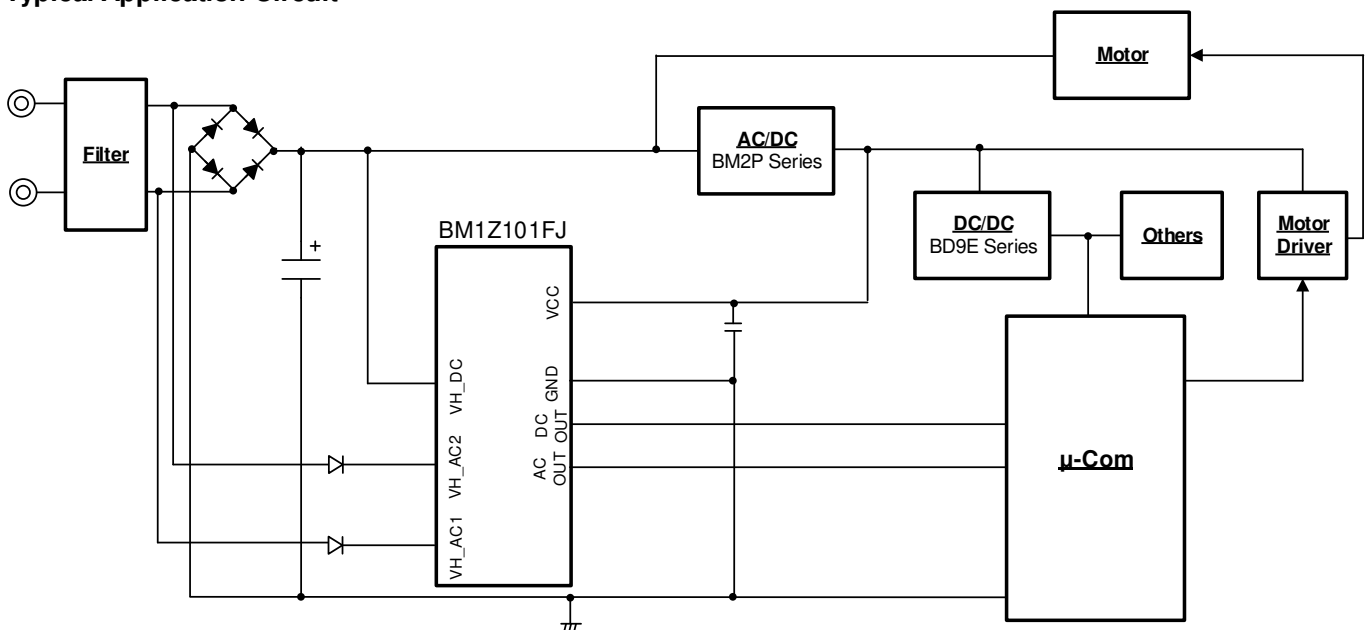 Typical Application Circuit
Motor
Filter
AC/DC
BM2P Series
BM1Z101FJ
DC/DC
BD9E Series
Others
Motor
Driver
VCC
VH_DC
GND
DC
OUT
VH_AC2
AC
OUT
µ-Com
VH_AC1
+